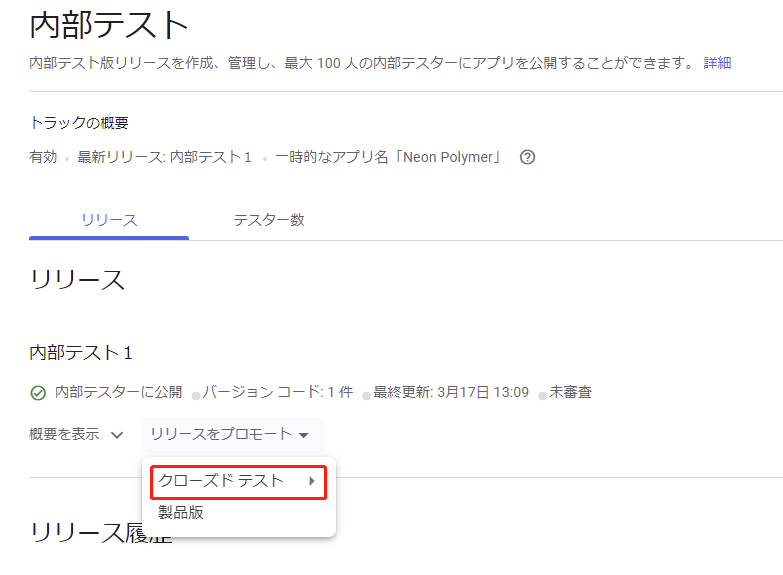 内部テスト
内部テスト版リリースを作成、管理し、最大 100 人の内部テスターにアプリを公開することができます。 詳細
トラックの概要
有効 • 最新リリース: 内部テスト 1 • 一時的なアプリ名「Neon Polymer」 ?
リリース テスター数
リリース
内部テスト 1
内部テスターに公開 ● バージョン コード: 1 件 ● 最終更新: 3月17日 13:09 ● 未審査
概要を表示 リリースをプロモート
クローズド テスト
製品版
リリース履歴